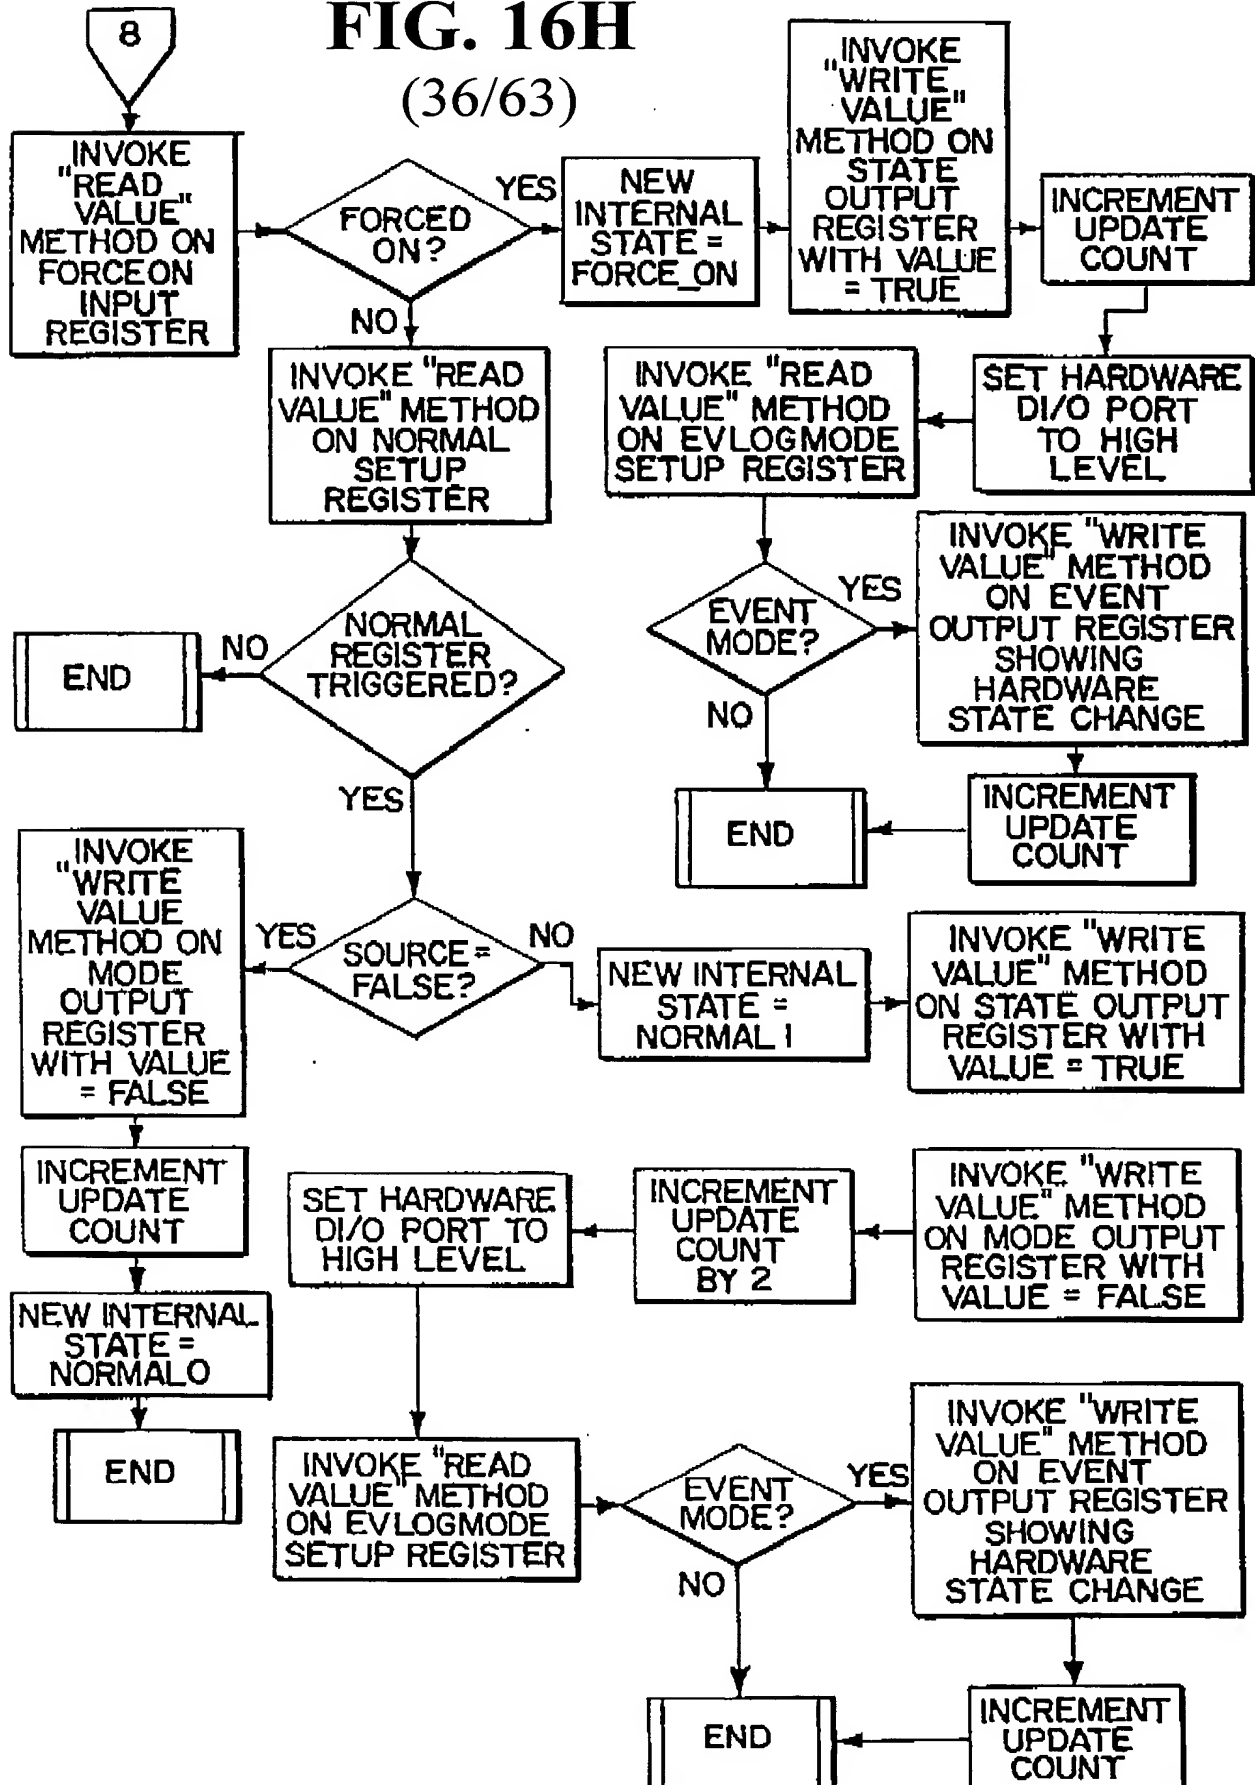 8
FIG. 16H
(36/63)
INVOKE
"READ
VALUE"
METHOD ON
FORCEON
INPUT
REGISTER
FORCED
ON?
YES
NO
NEW
INTERNAL
STATE =
FORCE_ON
INVOKE
"WRITE
VALUE"
METHOD ON
STATE
OUTPUT
REGISTER
WITH VALUE
= TRUE
INCREMENT
UPDATE
COUNT
SET HARDWARE
DI/O PORT
TO HIGH
LEVEL
INVOKE "READ
VALUE" METHOD
ON EVLOGMODE
SETUP REGISTER
EVENT
MODE?
YES
NO
INVOKE "WRITE
VALUE" METHOD
ON EVENT
OUTPUT REGISTER
SHOWING
HARDWARE
STATE CHANGE
INCREMENT
UPDATE
COUNT
END
INVOKE "READ
VALUE" METHOD
ON NORMAL
SETUP
REGISTER
NORMAL
REGISTER
TRIGGERED?
NO
END
YES
SOURCE =
FALSE?
YES
NO
INVOKE
"WRITE
VALUE
METHOD ON
MODE
OUTPUT
REGISTER
WITH VALUE
= FALSE
INCREMENT
UPDATE
COUNT
NEW INTERNAL
STATE =
NORMAL0
END
NEW INTERNAL
STATE =
NORMAL 1
INVOKE "WRITE
VALUE" METHOD
ON STATE OUTPUT
REGISTER WITH
VALUE = TRUE
INVOKE "WRITE
VALUE" METHOD
ON MODE OUTPUT
REGISTER WITH
VALUE = FALSE
INCREMENT
UPDATE
COUNT
BY 2
SET HARDWARE
DI/O PORT TO
HIGH LEVEL
INVOKE "READ
VALUE" METHOD
ON EVLOGMODE
SETUP REGISTER
EVENT
MODE?
YES
NO
INVOKE "WRITE
VALUE" METHOD
ON EVENT
OUTPUT REGISTER
SHOWING
HARDWARE
STATE CHANGE
INCREMENT
UPDATE
COUNT
END